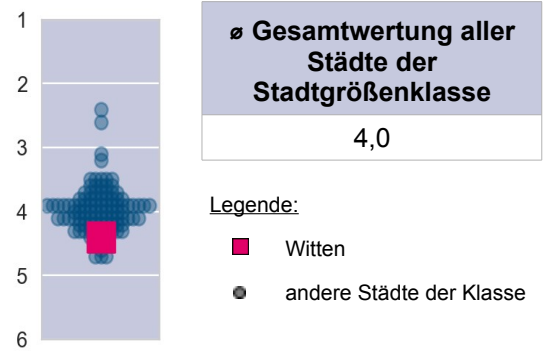 1
2
3
4
5
6
⌀ Gesamtwertung aller
Städte der
Stadtgrößenklasse
4,0
Legende:
Witten
andere Städte der Klasse